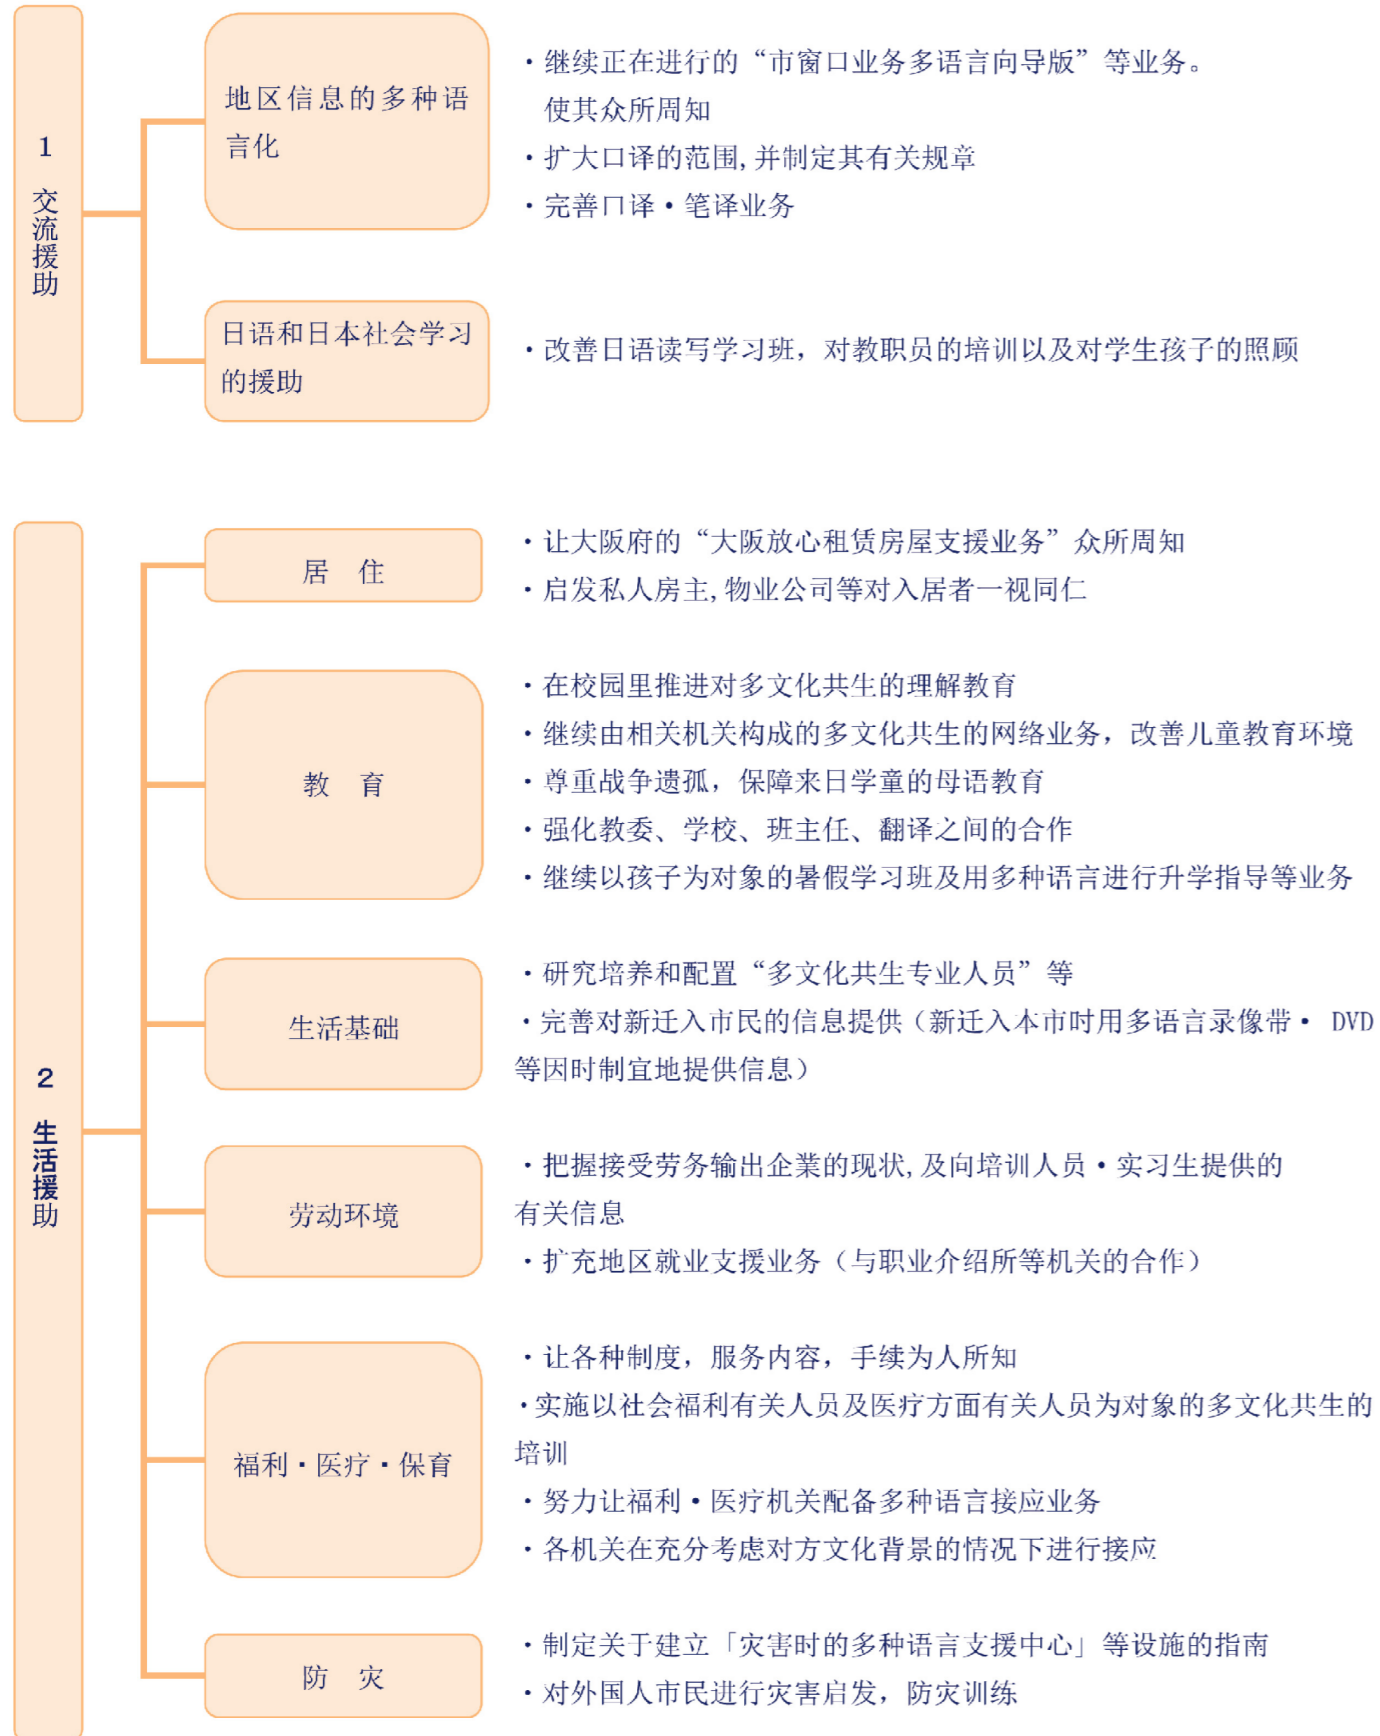 1 交流援助
地区信息的多种语
言化
・继续正在进行的“市窗口业务多语言向导版”等业务。
使其众所周知
・扩大口译的范围,并制定其有关规章
・完善口译・笔译业务
日语和日本社会学习
的援助
・改善日语读写学习班，对教职员的培训以及对学生孩子的照顾
2 生活援助
居 住
・让大阪府的“大阪放心租赁房屋支援业务”众所周知
・启发私人房主,物业公司等对入居者一视同仁
教 育
・在校园里推进对多文化共生的理解教育
・继续由相关机关构成的多文化共生的网络业务，改善儿童教育环境
・尊重战争遗孤，保障来日学童的母语教育
・强化教委、学校、班主任、翻译之间的合作
・继续以孩子为对象的暑假学习班及用多种语言进行升学指导等业务
生活基础
・研究培养和配置“多文化共生专业人员”等
・完善对新迁入市民的信息提供（新迁入本市时用多语言录像带・ DVD
等因时制宜地提供信息）
劳动环境
・把握接受劳务输出企業的现状,及向培训人员・实习生提供的
有关信息
・扩充地区就业支援业务（与职业介绍所等机关的合作）
福利・医疗・保育
・让各种制度，服务内容，手续为人所知
・实施以社会福利有关人员及医疗方面有关人员为对象的多文化共生的
培训
・努力让福利・医疗机关配备多种语言接应业务
・各机关在充分考虑对方文化背景的情况下进行接应
防 灾
・制定关于建立「灾害时的多种语言支援中心」等设施的指南
・对外国人市民进行灾害启发，防灾训练